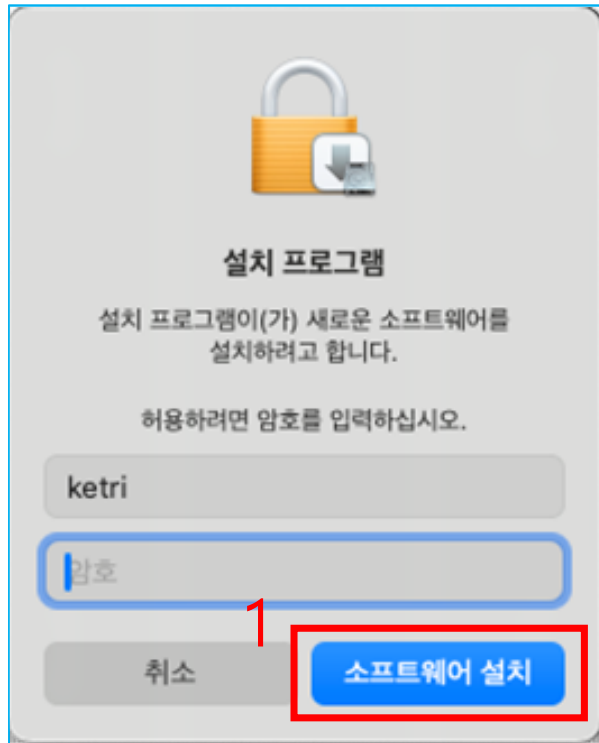 설치 프로그램
설치 프로그램이(가) 새로운 소프트웨어를
설치하려고 합니다.
허용하려면 암호를 입력하십시오.
ketri
암호
1
취소
소프트웨어 설치